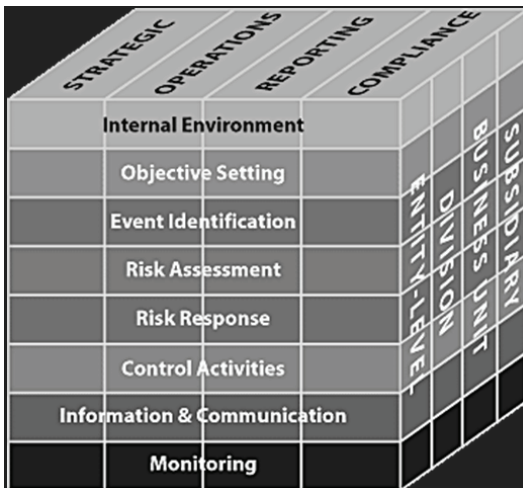 STRATEGIC
OPERATIONS
REPORTING
COMPLIANCE
Internal Environment
Objective Setting
Event Identification
Risk Assessment
Risk Response
Control Activities
Information & Communication
Monitoring
ENTITY-LEVEL
DIVISION
BUSINESS UNIT
SUBSIDIARY